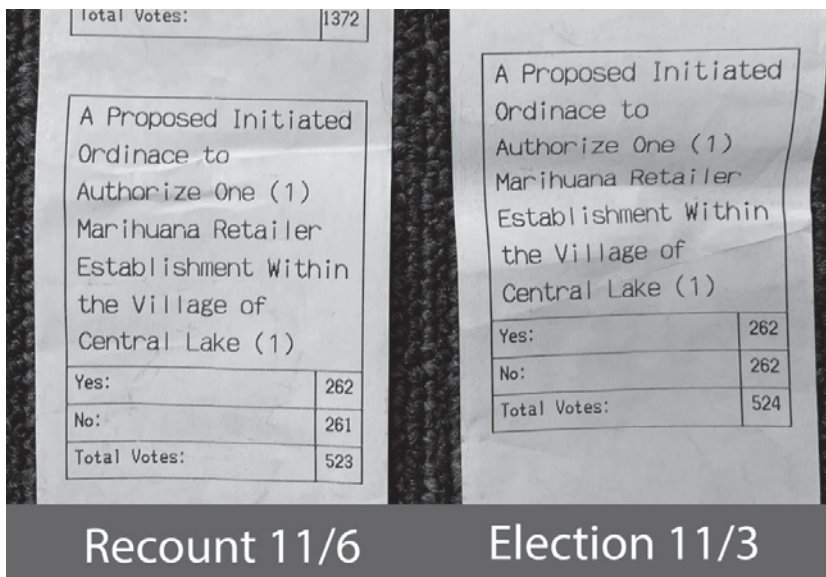 Total Votes: 1372
A Proposed Initiated
Ordinace to
Authorize One (1)
Marihuana Retailer
Establishment Within
the Village of
Central Lake (1)
Yes: 262
No: 261
Total Votes: 523
Recount 11/6
A Proposed Initiated
Ordinace to
Authorize One (1)
Marihuana Retailer
Establishment Within
the Village of
Central Lake (1)
Yes: 262
No: 262
Total Votes: 524
Election 11/3